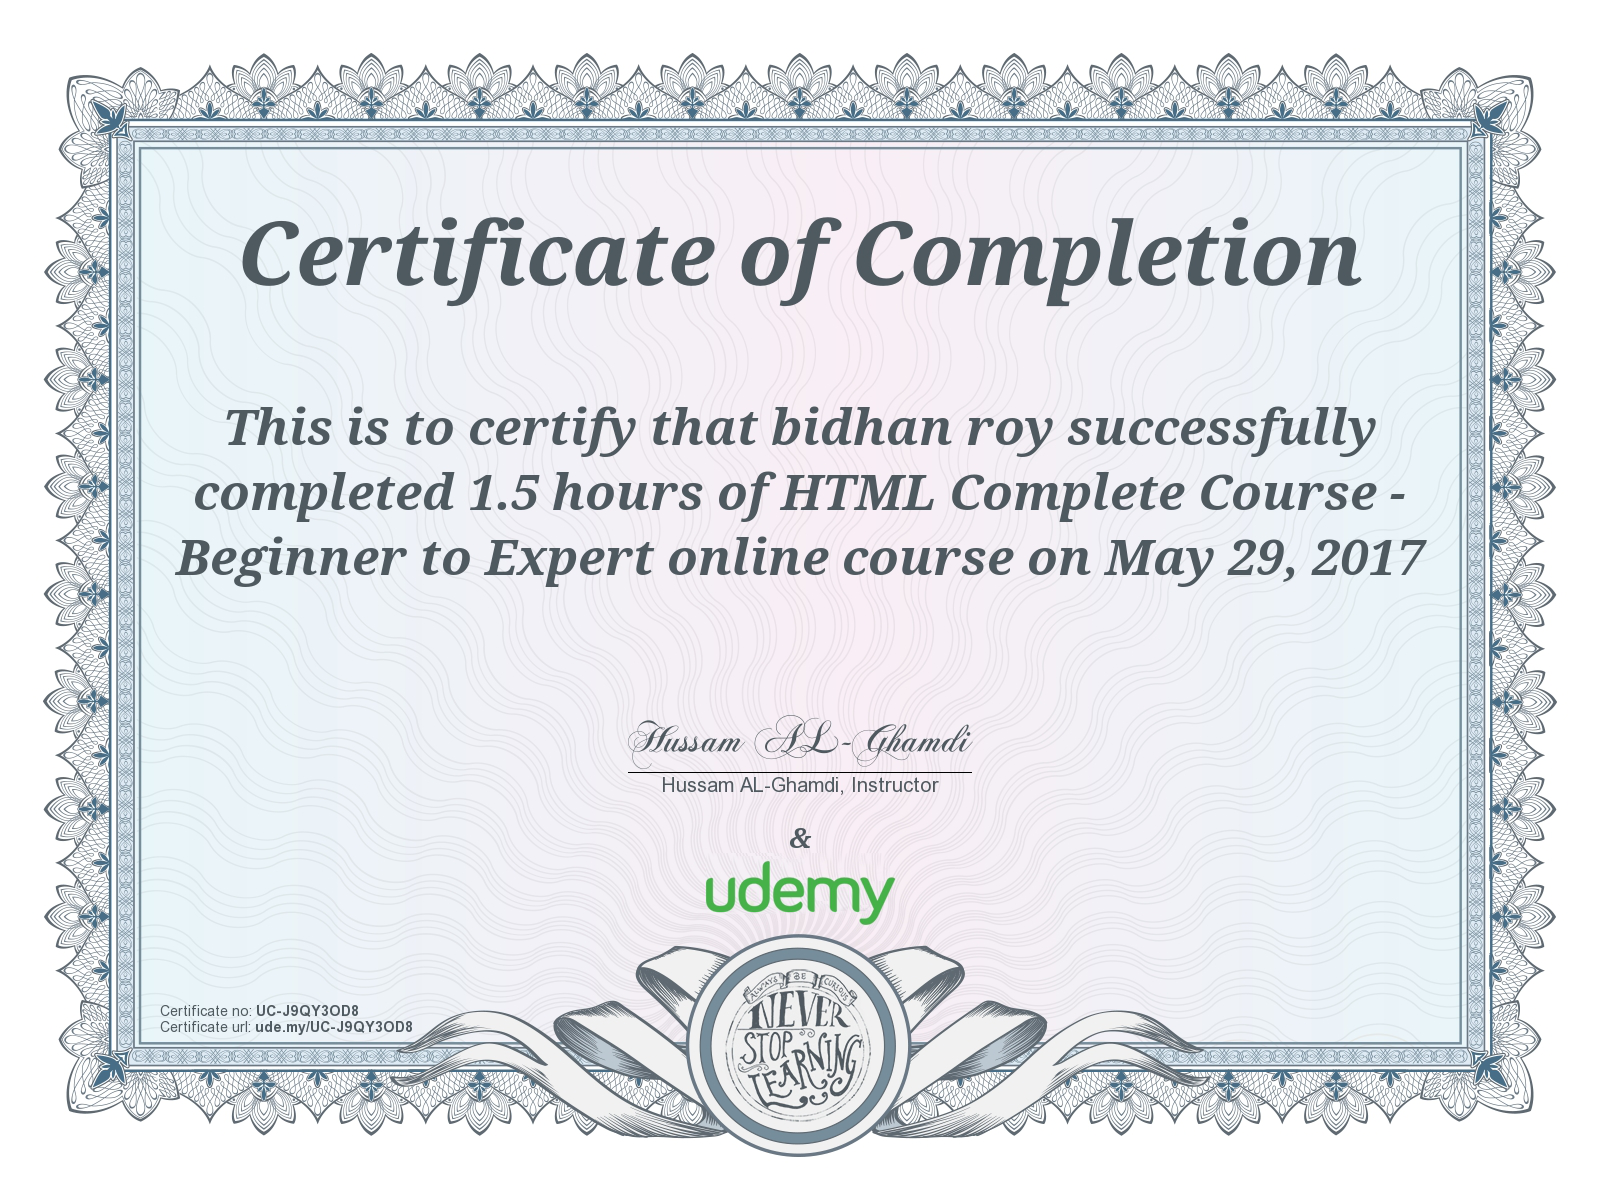 Certificate of Completion
This is to certify that bidhan roy successfully
completed 1.5 hours of HTML Complete Course -
Beginner to Expert online course on May 29, 2017
Hussam AL-Ghamdi
Hussam AL-Ghamdi, Instructor
&
udemy
Certificate no: UC-J9QY3OD8
Certificate url: ude.my/UC-J9QY3OD8
ALWAYS BE CURIOUS
NEVER
STOP
LEARNING